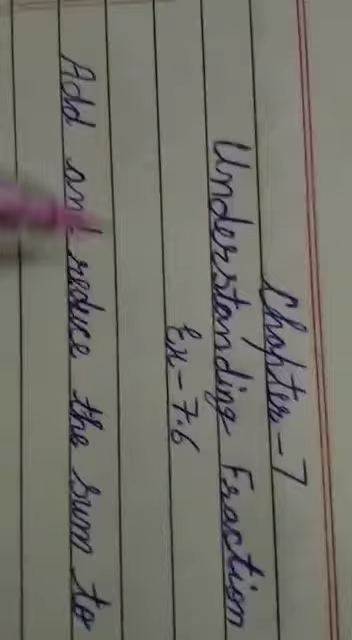 Chapter-7
Understanding Fraction
Ex-7.6
Add and reduce the sum to